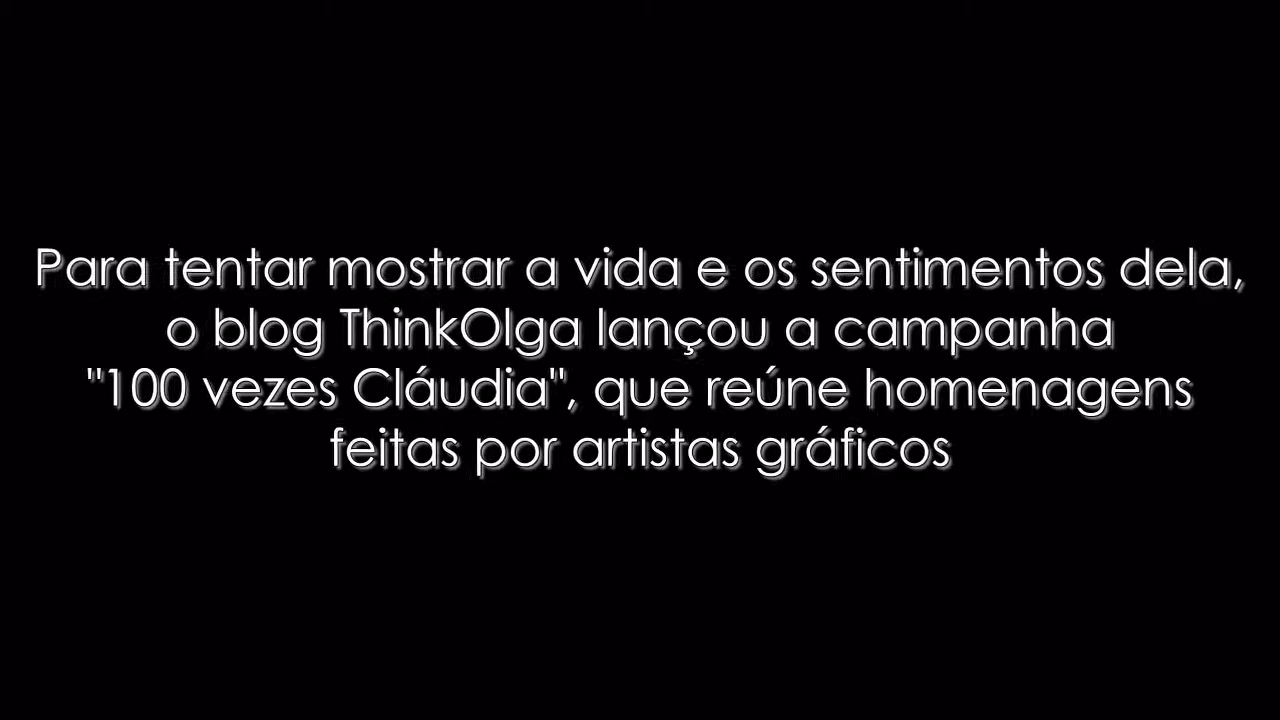 Para tentar mostrar a vida e os sentimentos dela,
o blog ThinkOlga lançou a campanha
"100 vezes Cláudia", que reúne homenagens
feitas por artistas gráficos